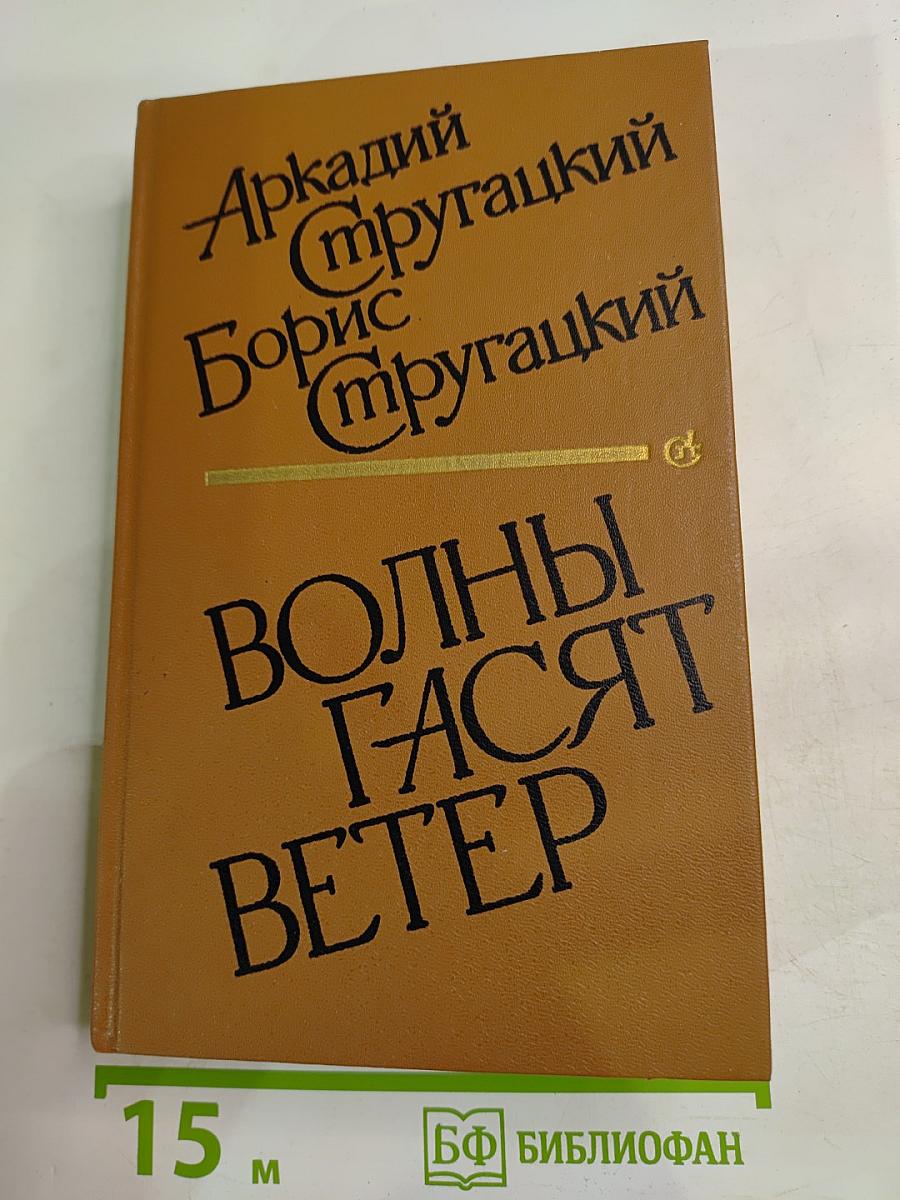 Аркадий
Стругацкий
Борис
Стругацкий
ВОЛНЫ
ГАСЯТ
ВЕТЕР
15 м
БФ БИБЛИОФАН